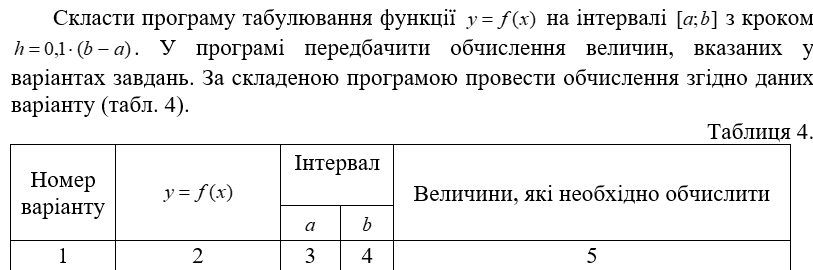 Скласти програму табулювання функції y = f(x) на інтервалі [a;b] з кроком
h = 0,1·(b − a). У програмі передбачити обчислення величин, вказаних у
варіантах завдань. За складеною програмою провести обчислення згідно даних
варіанту (табл. 4).
Таблиця 4.
Номер варіанту
y = f(x)
Інтервал
a
b
Величини, які необхідно обчислити
1 2 3 4 5